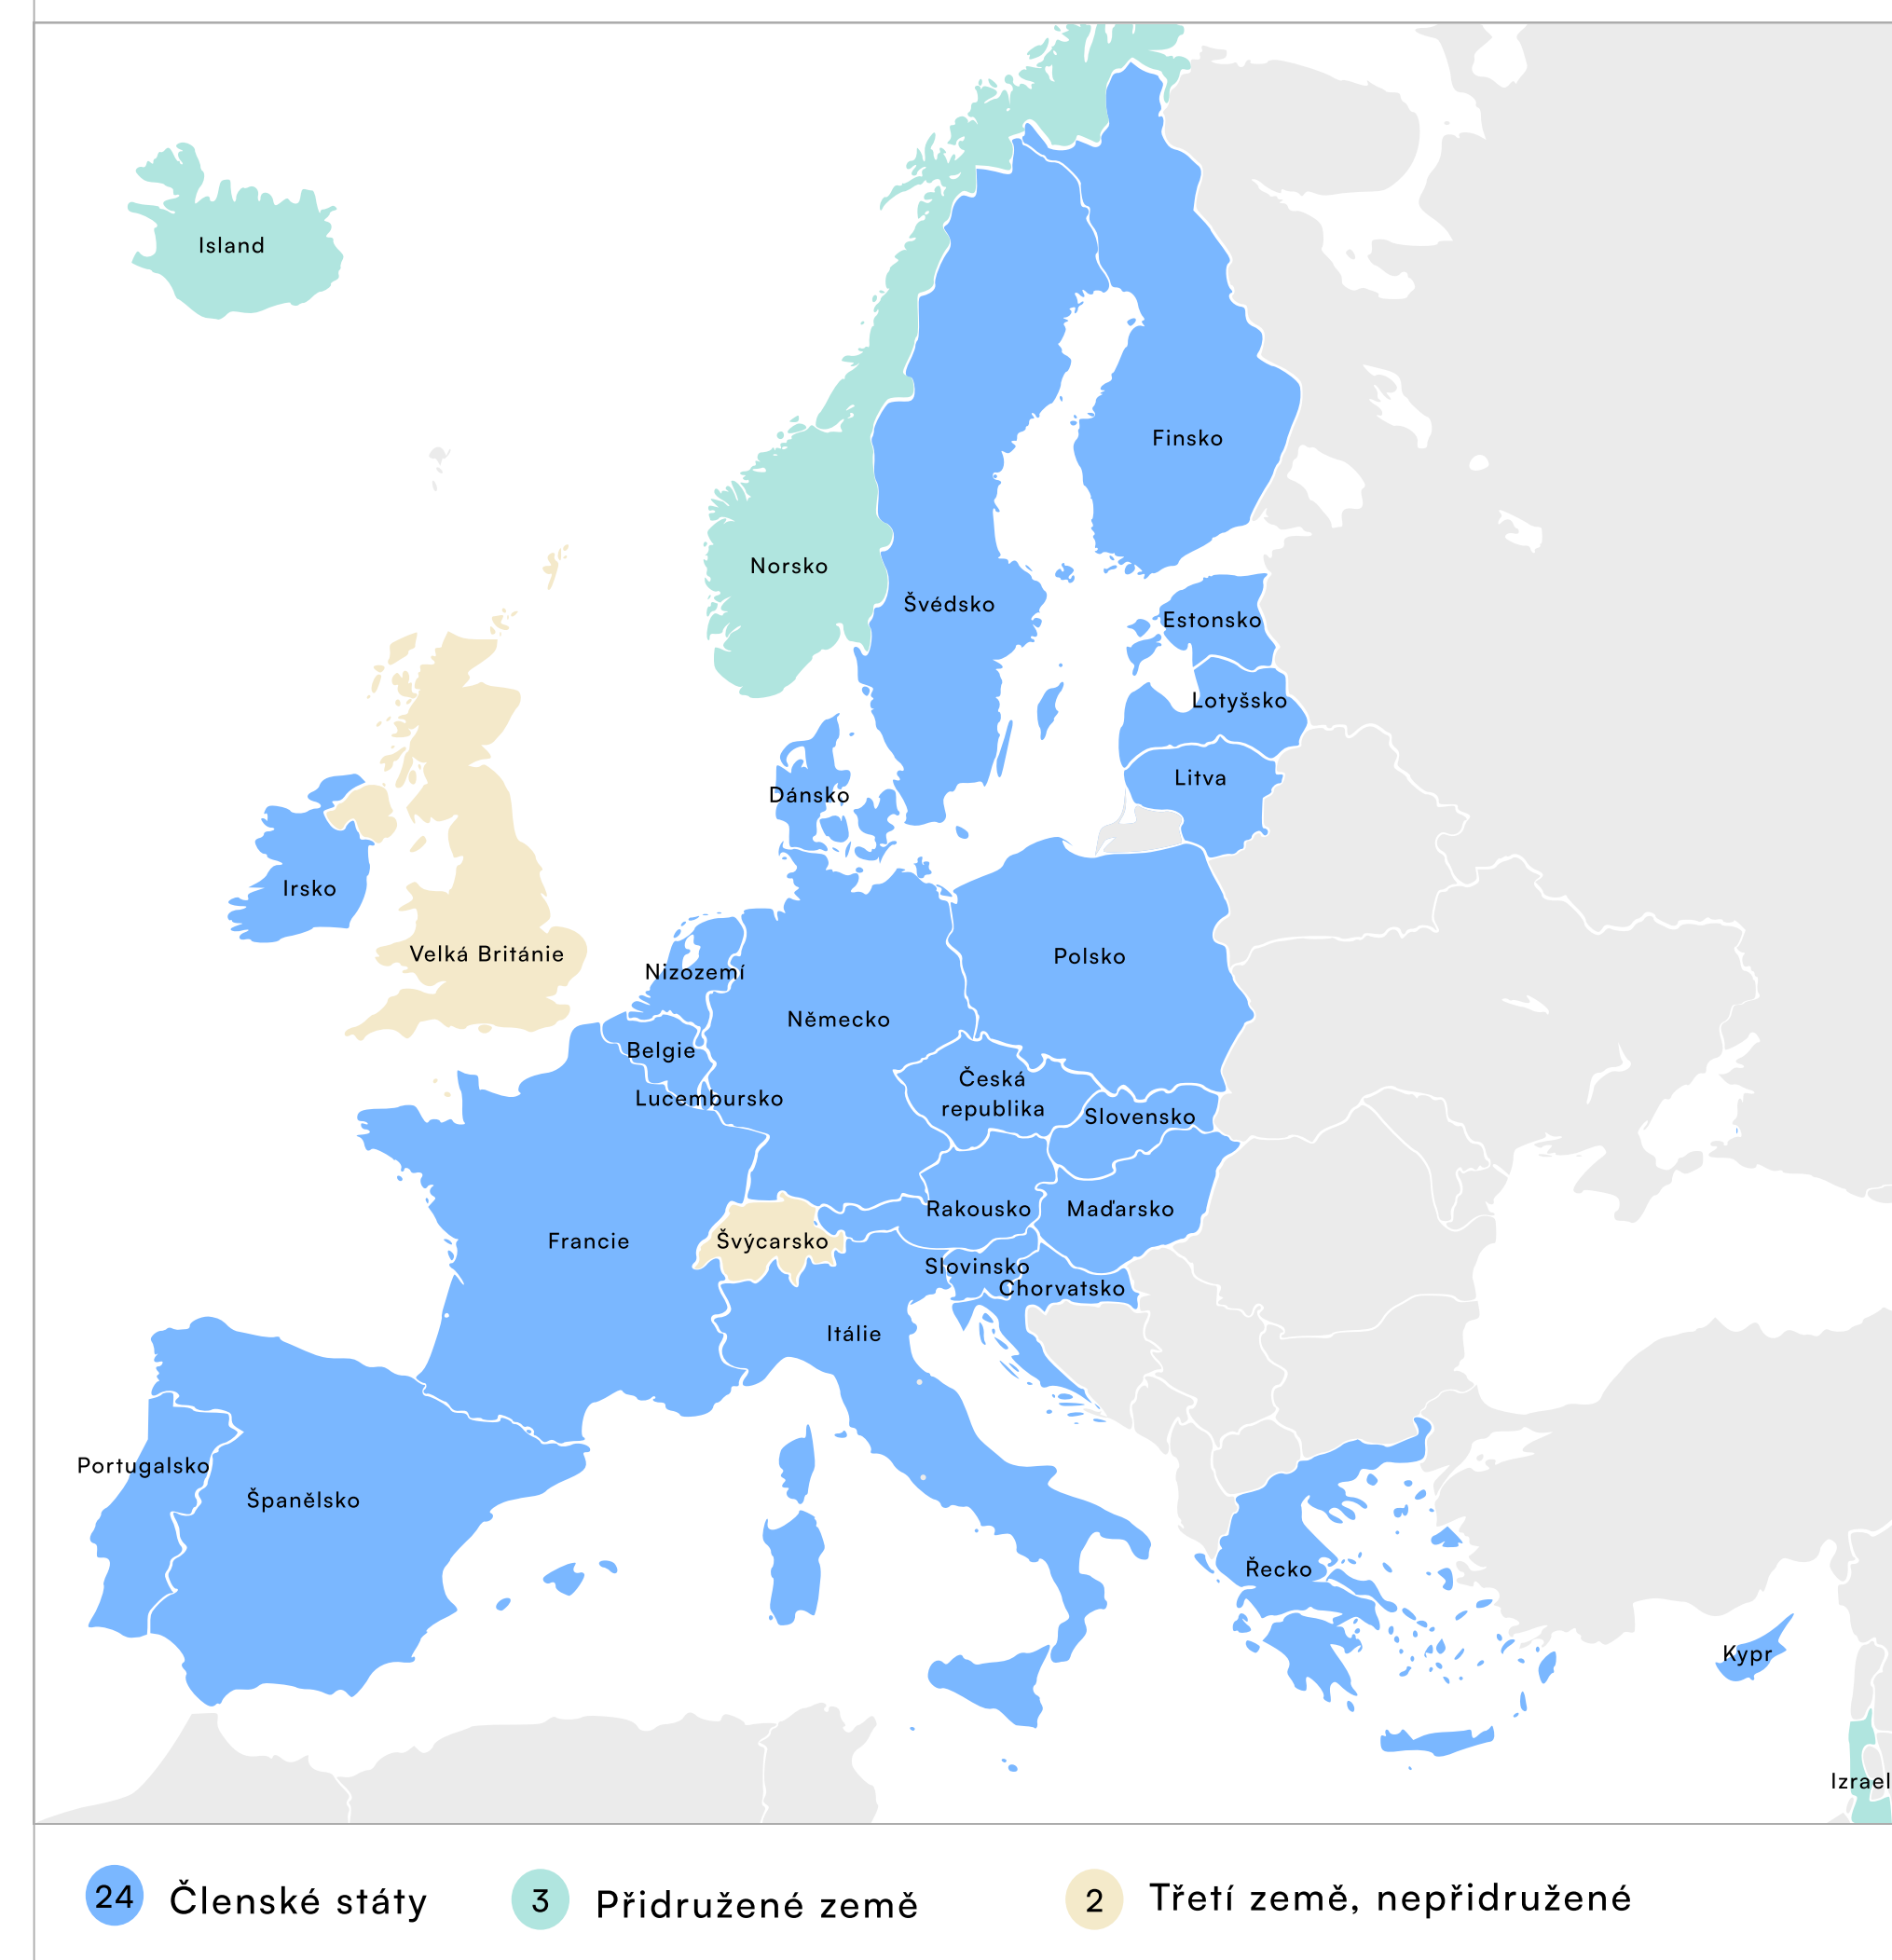 Island
Finsko
Norsko
Švédsko
Estonsko
Lotyšsko
Litva
Dánsko
Irsko
Velká Británie
Polsko
Nizozemí
Německo
Belgie
Česká
republika
Lucembursko
Slovensko
Rakousko
Maďarsko
Francie
Švýcarsko
Slovinsko
Chorvatsko
Itálie
Portugalsko
Španělsko
Řecko
Kypr
Izrael
24 Členské státy
3 Přidružené země
2 Třetí země, nepřidružené